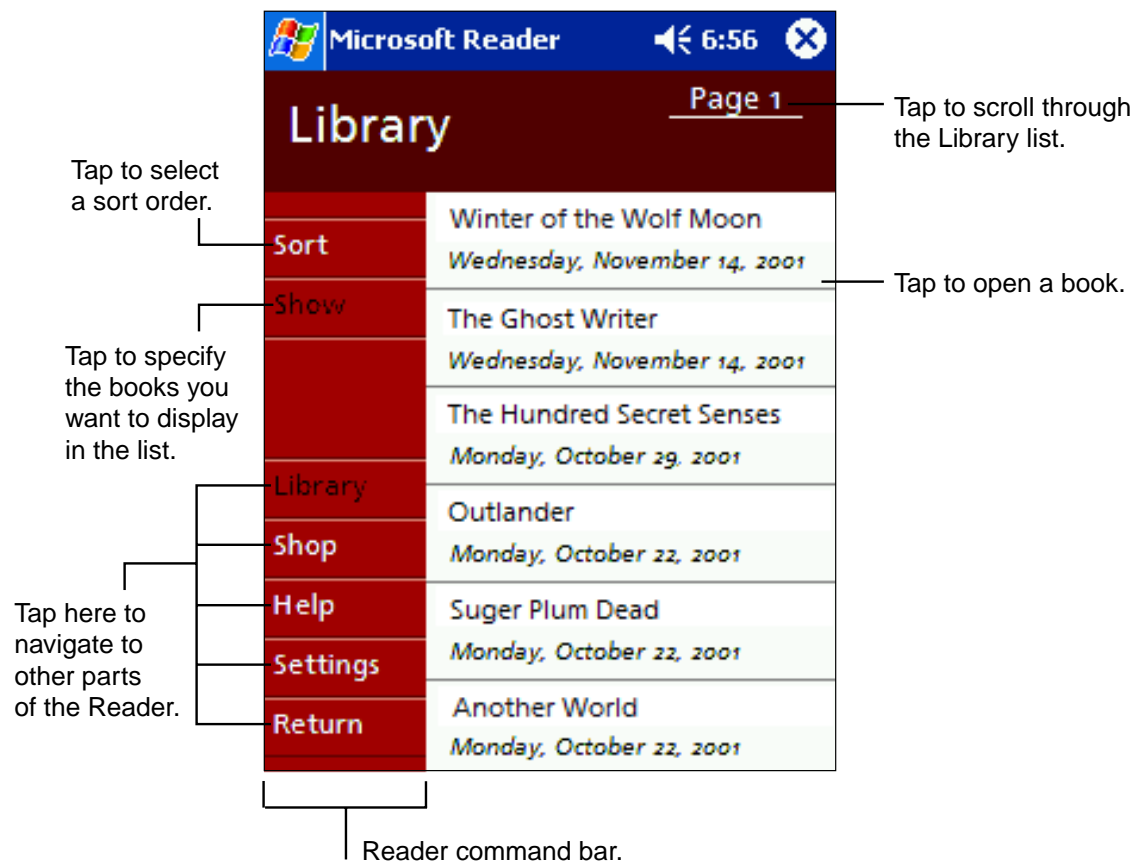 Microsoft Reader 6:56
Library
Page 1
Tap to scroll through
the Library list.
Tap to select
a sort order.
Sort
Show
Tap to specify
the books you
want to display
in the list.
Library
Shop
Help
Settings
Return
Tap here to
navigate to
other parts
of the Reader.
Winter of the Wolf Moon
Wednesday, November 14, 2001
Tap to open a book.
The Ghost Writer
Wednesday, November 14, 2001
The Hundred Secret Senses
Monday, October 29, 2001
Outlander
Monday, October 22, 2001
Suger Plum Dead
Monday, October 22, 2001
Another World
Monday, October 22, 2001
Reader command bar.